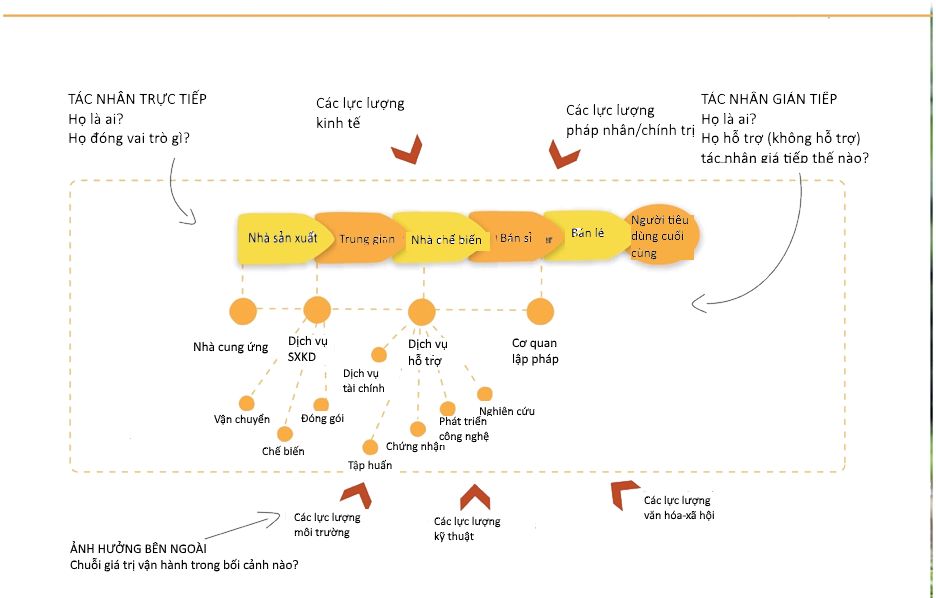 TÁC NHÂN TRỰC TIẾP
Họ là ai?
Họ đóng vai trò gì?
Các lực lượng
kinh tế
Các lực lượng
pháp nhân/chính trị
TÁC NHÂN GIÁN TIẾP
Họ là ai?
Họ hỗ trợ (không hỗ trợ)
tác nhân giá tiếp thế nào?
Nhà sản xuất
Trung gian
Nhà chế biến
Bán sỉ
Bán lẻ
Người tiêu
dùng cuối
cùng
Nhà cung ứng
Dịch vụ
SXKD
Dịch vụ
hỗ trợ
Cơ quan
lập pháp
Dịch vụ
tài chính
Vận chuyển
Đóng gói
Chế biến
Nghiên cứu
Phát triển
công nghệ
Chứng nhận
Tập huấn
Các lực lượng
môi trường
Các lực lượng
kỹ thuật
Các lực lượng
văn hóa-xã hội
ẢNH HƯỞNG BÊN NGOÀI
Chuỗi giá trị vận hành trong bối cảnh nào?